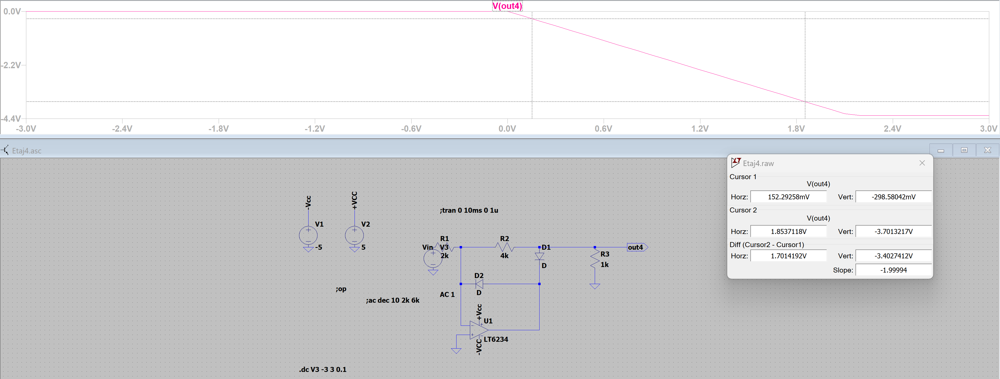 V(out4)
0.0V
-2.2V
-4.4V
-3.0V -2.4V -1.8V -1.2V -0.6V 0.0V 0.6V 1.2V 1.8V 2.4V 3.0V
Etaj4.asc
Etaj4.raw
Cursor 1
V(out4)
Horz: 152.29258mV Vert: -298.58042mV
Cursor 2
V(out4)
Horz: 1.8537118V Vert: -3.7013217V
Diff (Cursor2 - Cursor1)
Horz: 1.7014192V Vert: -3.4027412V
Slope: -1.99994
-Vcc
+VCC
;tran 0 10ms 0 1u
V1
V2
-5
5
R1
R2
Vin
V3
2k
4k
D1
D
out4
R3
1k
D2
D
;op
AC 1
;ac dec 10 2k 6k
+Vcc
U1
LT6234
-VCC
.dc V3 -3 3 0.1